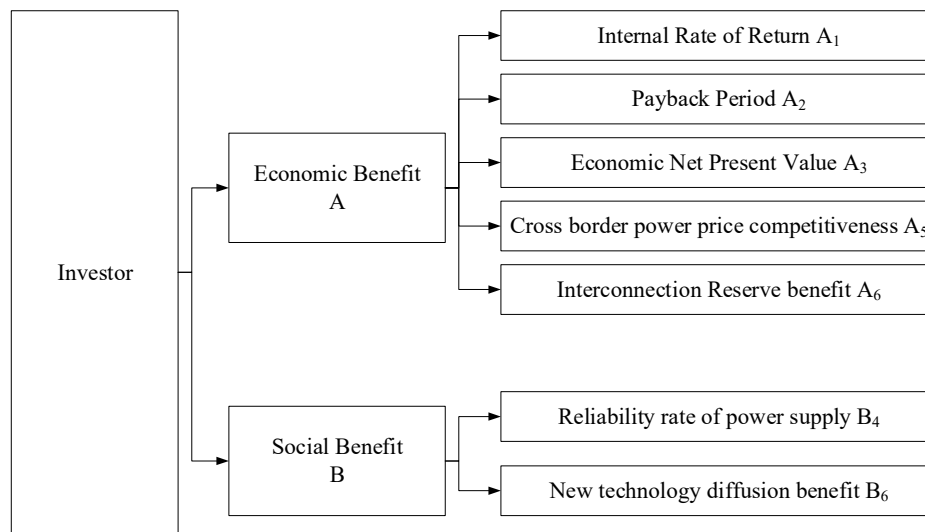 Investor
Economic Benefit
A
Internal Rate of Return A₁
Payback Period A₂
Economic Net Present Value A₃
Cross border power price competitiveness A₅
Interconnection Reserve benefit A₆
Social Benefit
B
Reliability rate of power supply B₄
New technology diffusion benefit B₆